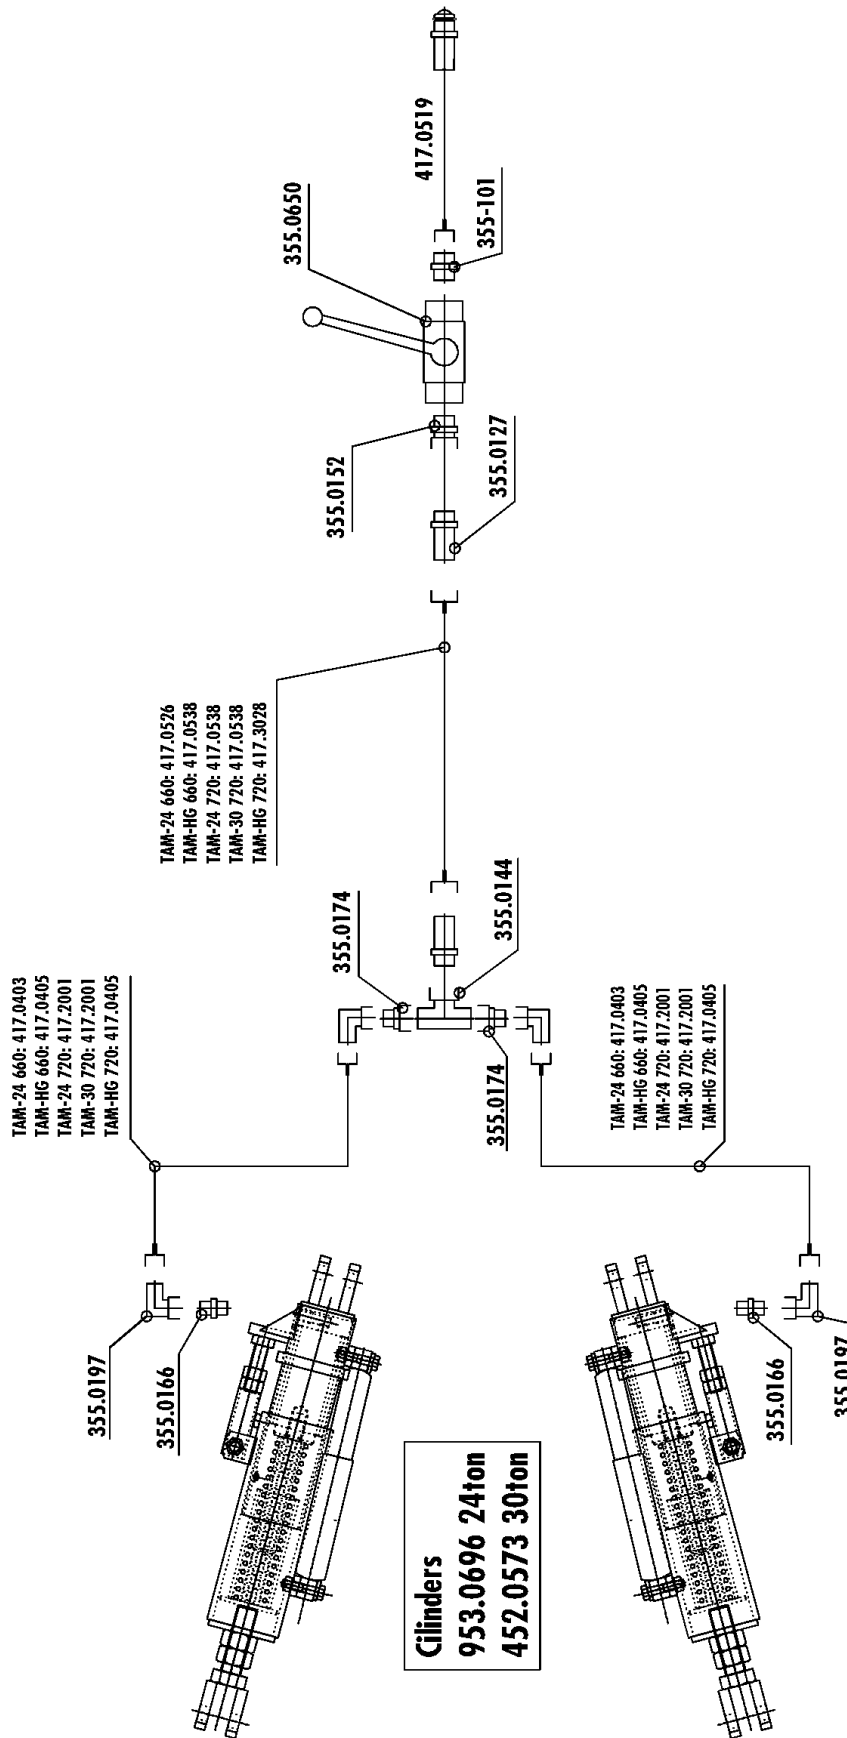 417.0519
355-101
355.0650
355.0152
355.0127
TAM-24 660: 417.0526
TAM-HG 660: 417.0538
TAM-24 720: 417.0538
TAM-30 720: 417.0538
TAM-HG 720: 417.3028
355.0174
355.0144
355.0174
TAM-24 660: 417.0403
TAM-HG 660: 417.0405
TAM-24 720: 417.2001
TAM-30 720: 417.2001
TAM-HG 720: 417.0405
TAM-24 660: 417.0403
TAM-HG 660: 417.0405
TAM-24 720: 417.2001
TAM-30 720: 417.2001
TAM-HG 720: 417.0405
355.0197
355.0166
355.0166
355.0197
Cilinders
953.0696 24ton
452.0573 30ton